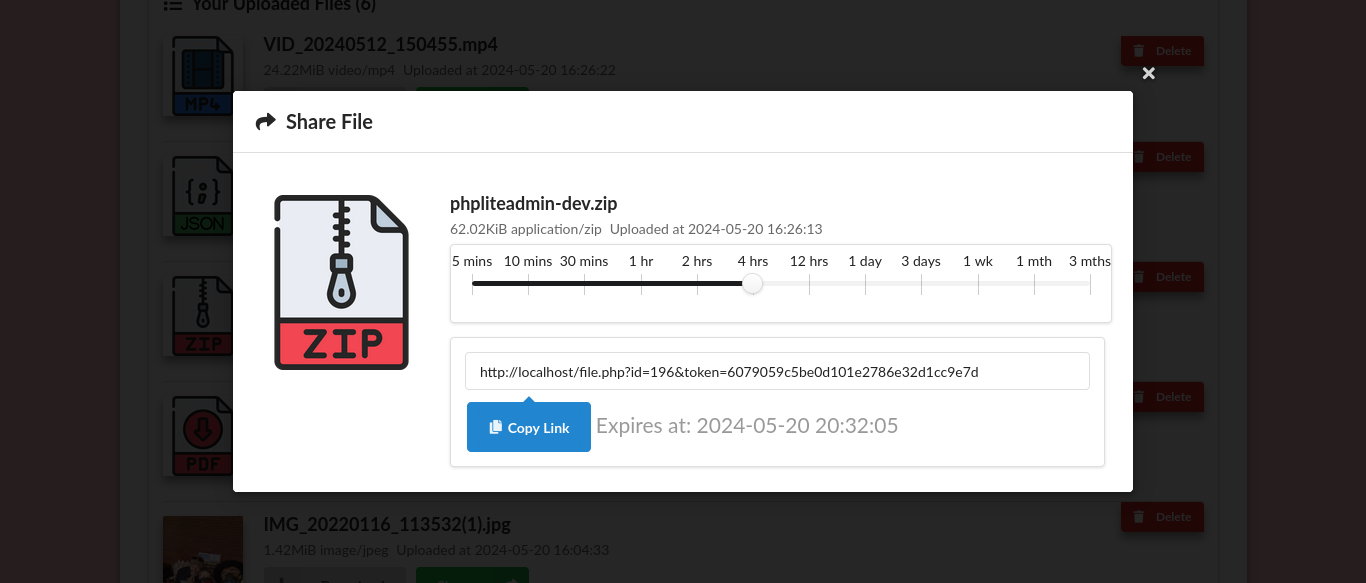 Your Uploaded Files (6)
VID_20240512_150455.mp4
Delete
24.22MiB video/mp4 Uploaded at 2024-05-20 16:26:22
MP4
Share File
Delete
phpliteadmin-dev.zip
62.02KiB application/zip Uploaded at 2024-05-20 16:26:13
JSON
5 mins 10 mins 30 mins 1 hr 2 hrs 4 hrs 12 hrs 1 day 3 days 1 wk 1 mth 3 mths
Delete
ZIP
ZIP
http://localhost/file.php?id=196&token=6079059c5be0d101e2786e32d1cc9e7d
Delete
Copy Link
Expires at: 2024-05-20 20:32:05
PDF
IMG_20220116_113532(1).jpg
Delete
1.42MiB image/jpeg Uploaded at 2024-05-20 16:04:33